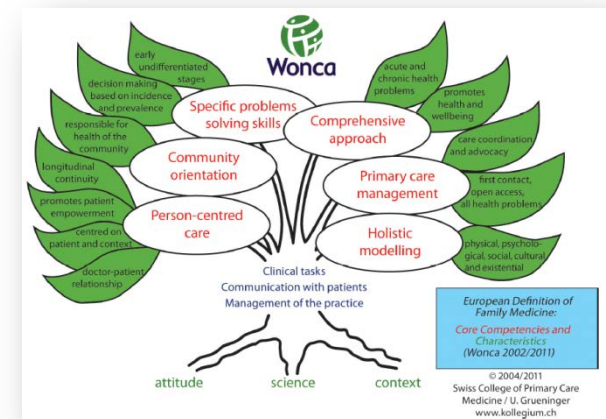 Wonca
early
undifferentiated
stages
decision making
based on incidence
and prevalence
responsible for
health of the
community
longitudinal
continuity
promotes patient
empowerment
centred on
patient and context
doctor-patient
relationship
Specific problems
solving skills
Community
orientation
Person-centred
care
Comprehensive
approach
Primary care
management
Holistic
modelling
acute and
chronic health
problems
promotes
health and
wellbeing
care coordination
and advocacy
first contact,
open access,
all health problems
physical, psycholo-
gical, social, cultural,
and existential
Clinical tasks
Communication with patients
Management of the practice
attitude
science
context
European Definition of
Family Medicine:
Core Competencies and
Characteristics
(Wonca 2002/2011)
© 2004/2011
Swiss College of Primary Care
Medicine / U. Grueninger
www.kollegium.ch